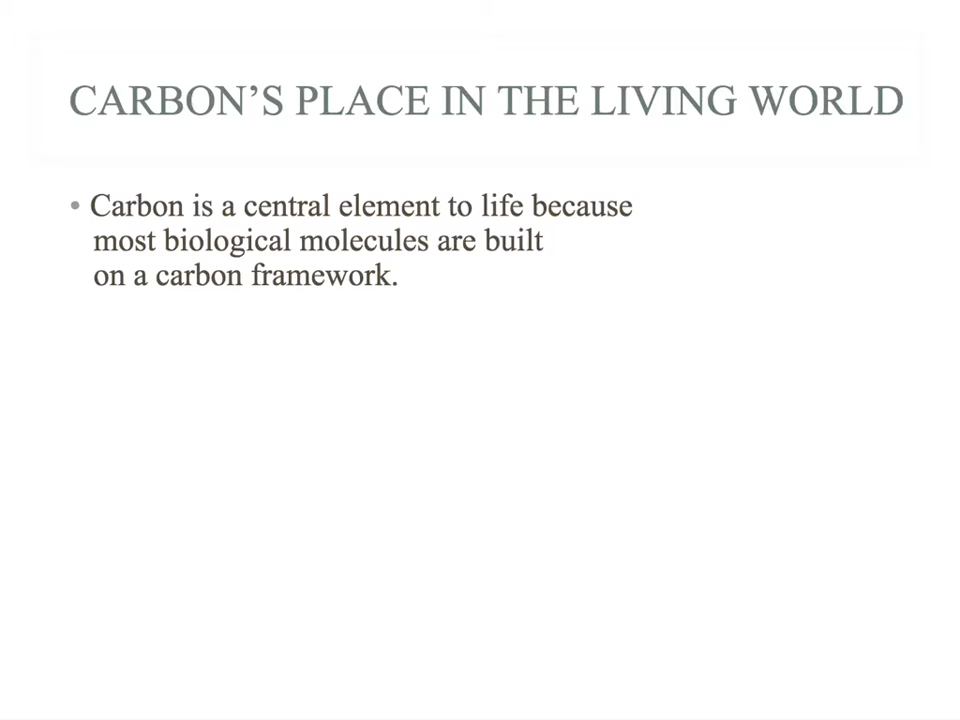 CARBON’S PLACE IN THE LIVING WORLD
• Carbon is a central element to life because
most biological molecules are built
on a carbon framework.